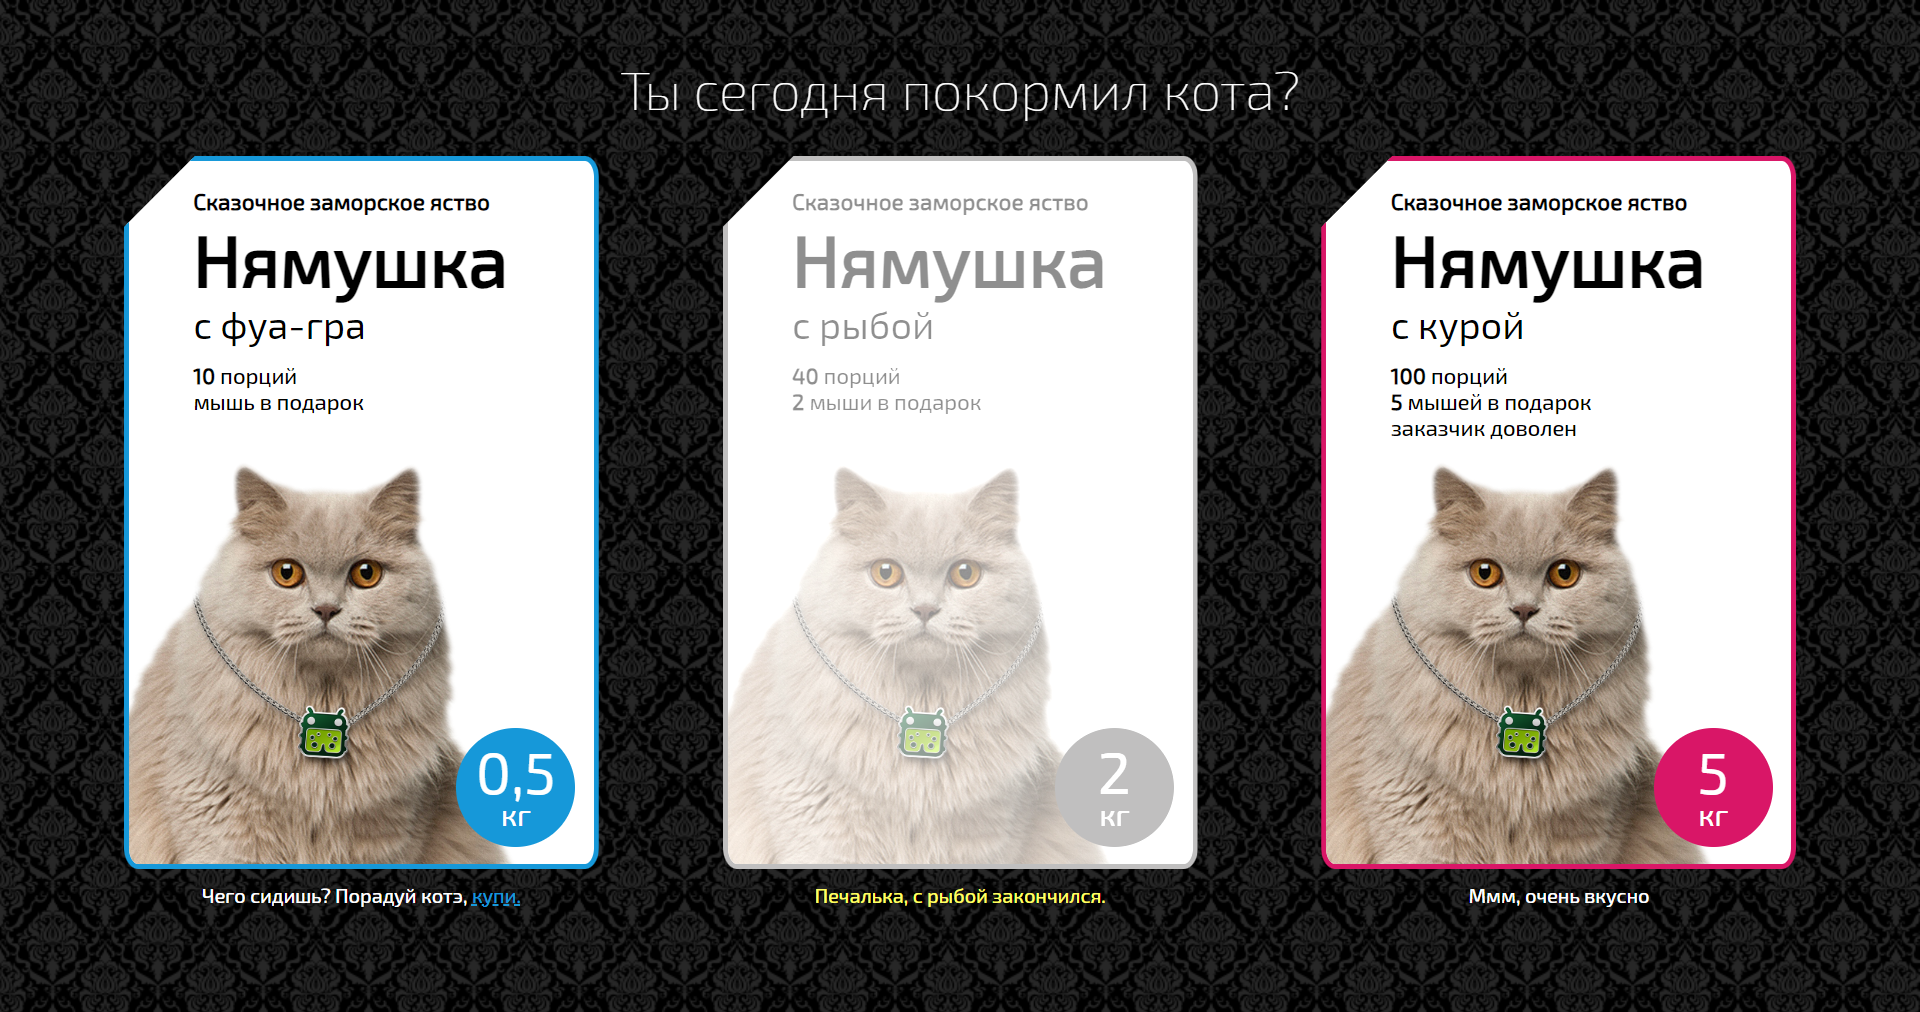 Ты сегодня покормил кота?
Сказочное заморское яство
Нямушка
с фуа-гра
10 порций
мышь в подарок
0,5
кг
Чего сидишь? Порадуй котэ, купи.
Сказочное заморское яство
Нямушка
с рыбой
40 порций
2 мыши в подарок
2
кг
Печалька, с рыбой закончился.
Сказочное заморское яство
Нямушка
с курой
100 порций
5 мышей в подарок
заказчик доволен
5
кг
Ммм, очень вкусно